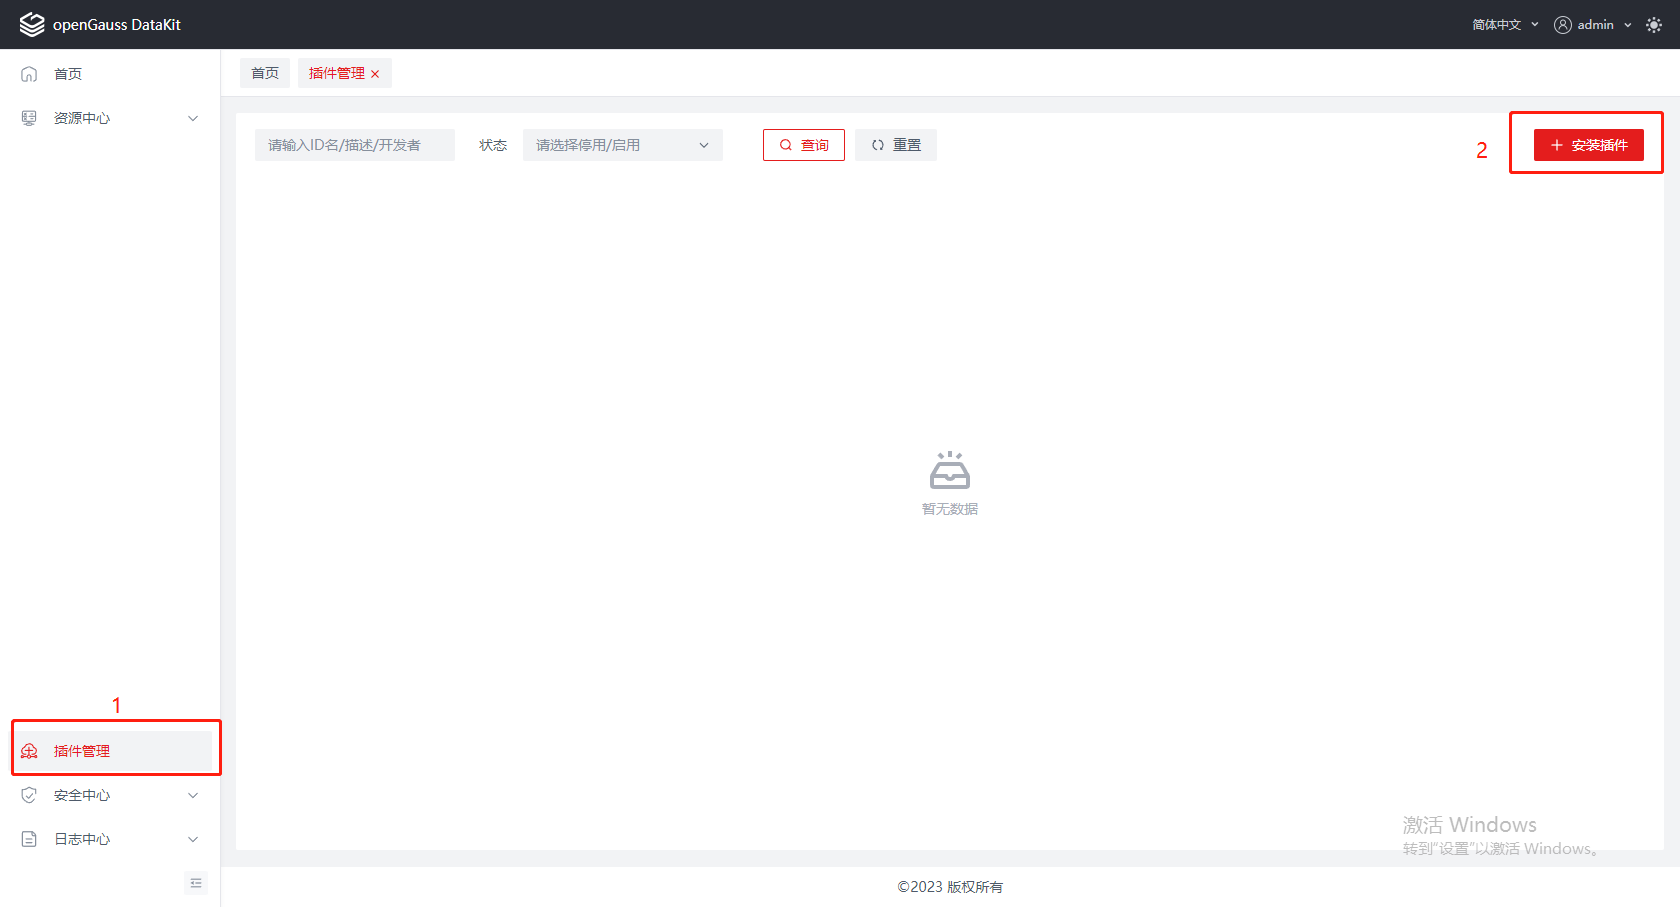 openGauss DataKit
简体中文
admin
首页
资源中心
首页
插件管理
请输入ID名/描述/开发者
状态
请选择停用/启用
查询
重置
2
安装插件
暂无数据
1
插件管理
安全中心
日志中心
激活 Windows
转到“设置”以激活 Windows。
©2023 版权所有